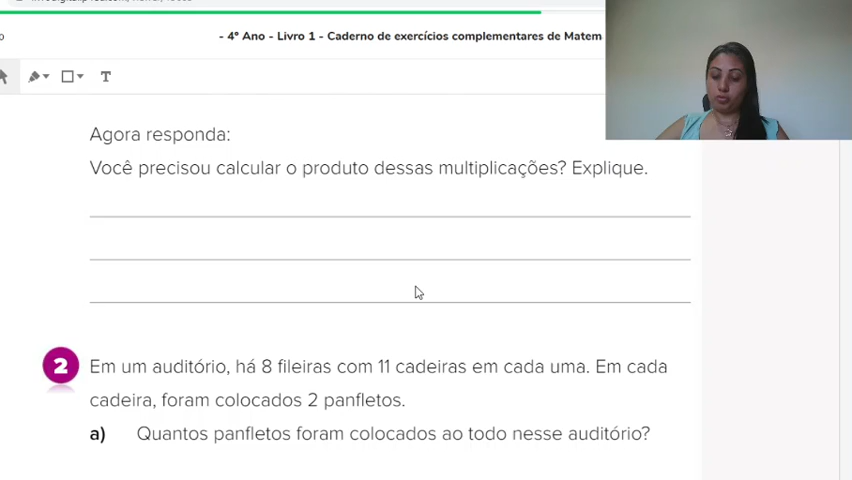 - 4º Ano - Livro 1 - Caderno de exercícios complementares de Matem
T
Agora responda:
Você precisou calcular o produto dessas multiplicações? Explique.
2 Em um auditório, há 8 fileiras com 11 cadeiras em cada uma. Em cada
cadeira, foram colocados 2 panfletos.
a) Quantos panfletos foram colocados ao todo nesse auditório?